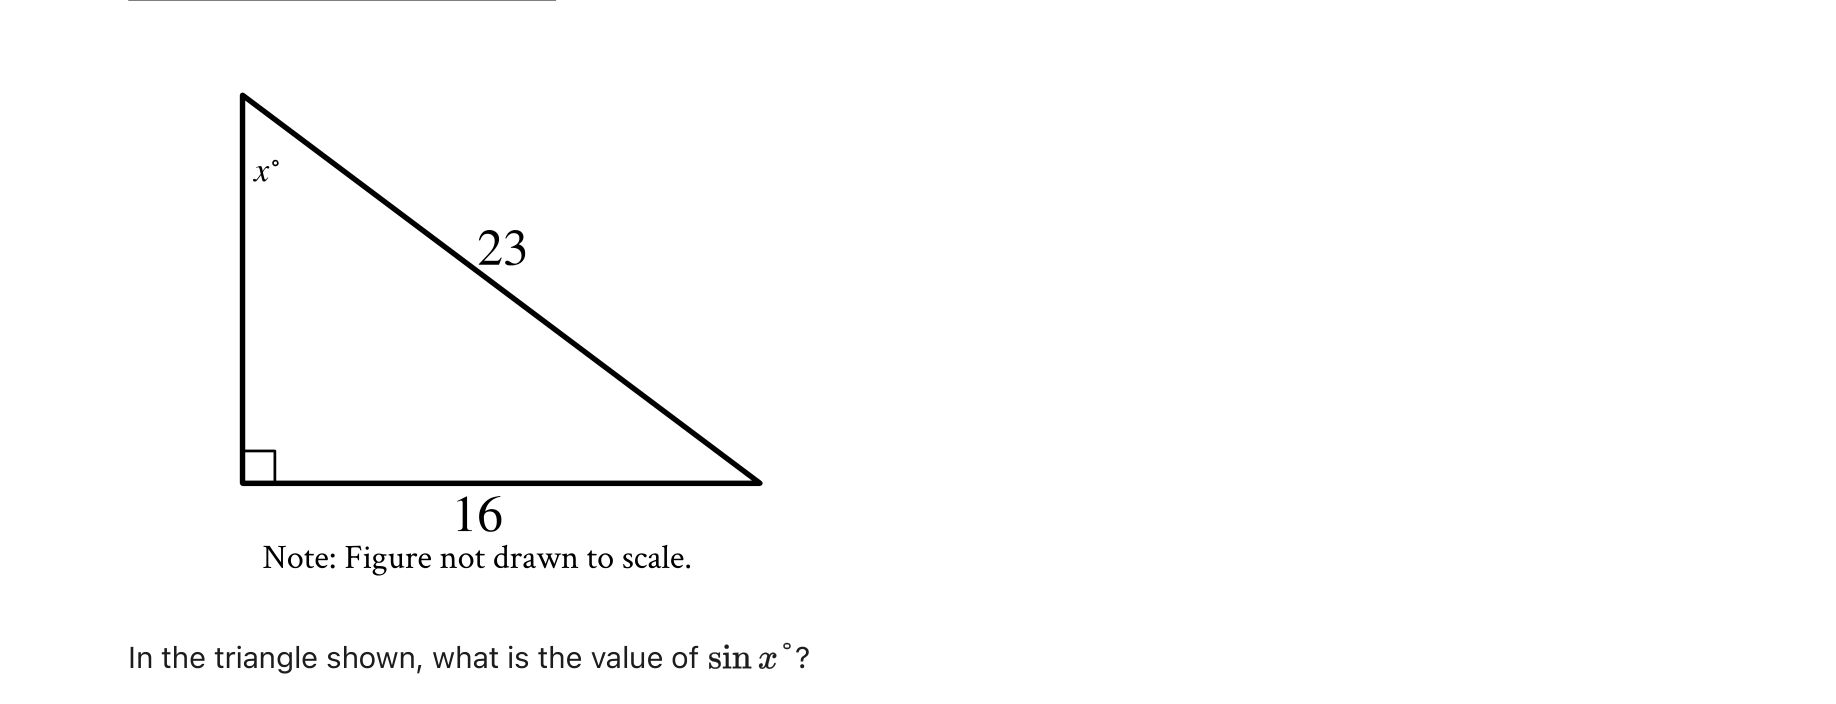 x°
23
16
Note: Figure not drawn to scale.
In the triangle shown, what is the value of sin x°?